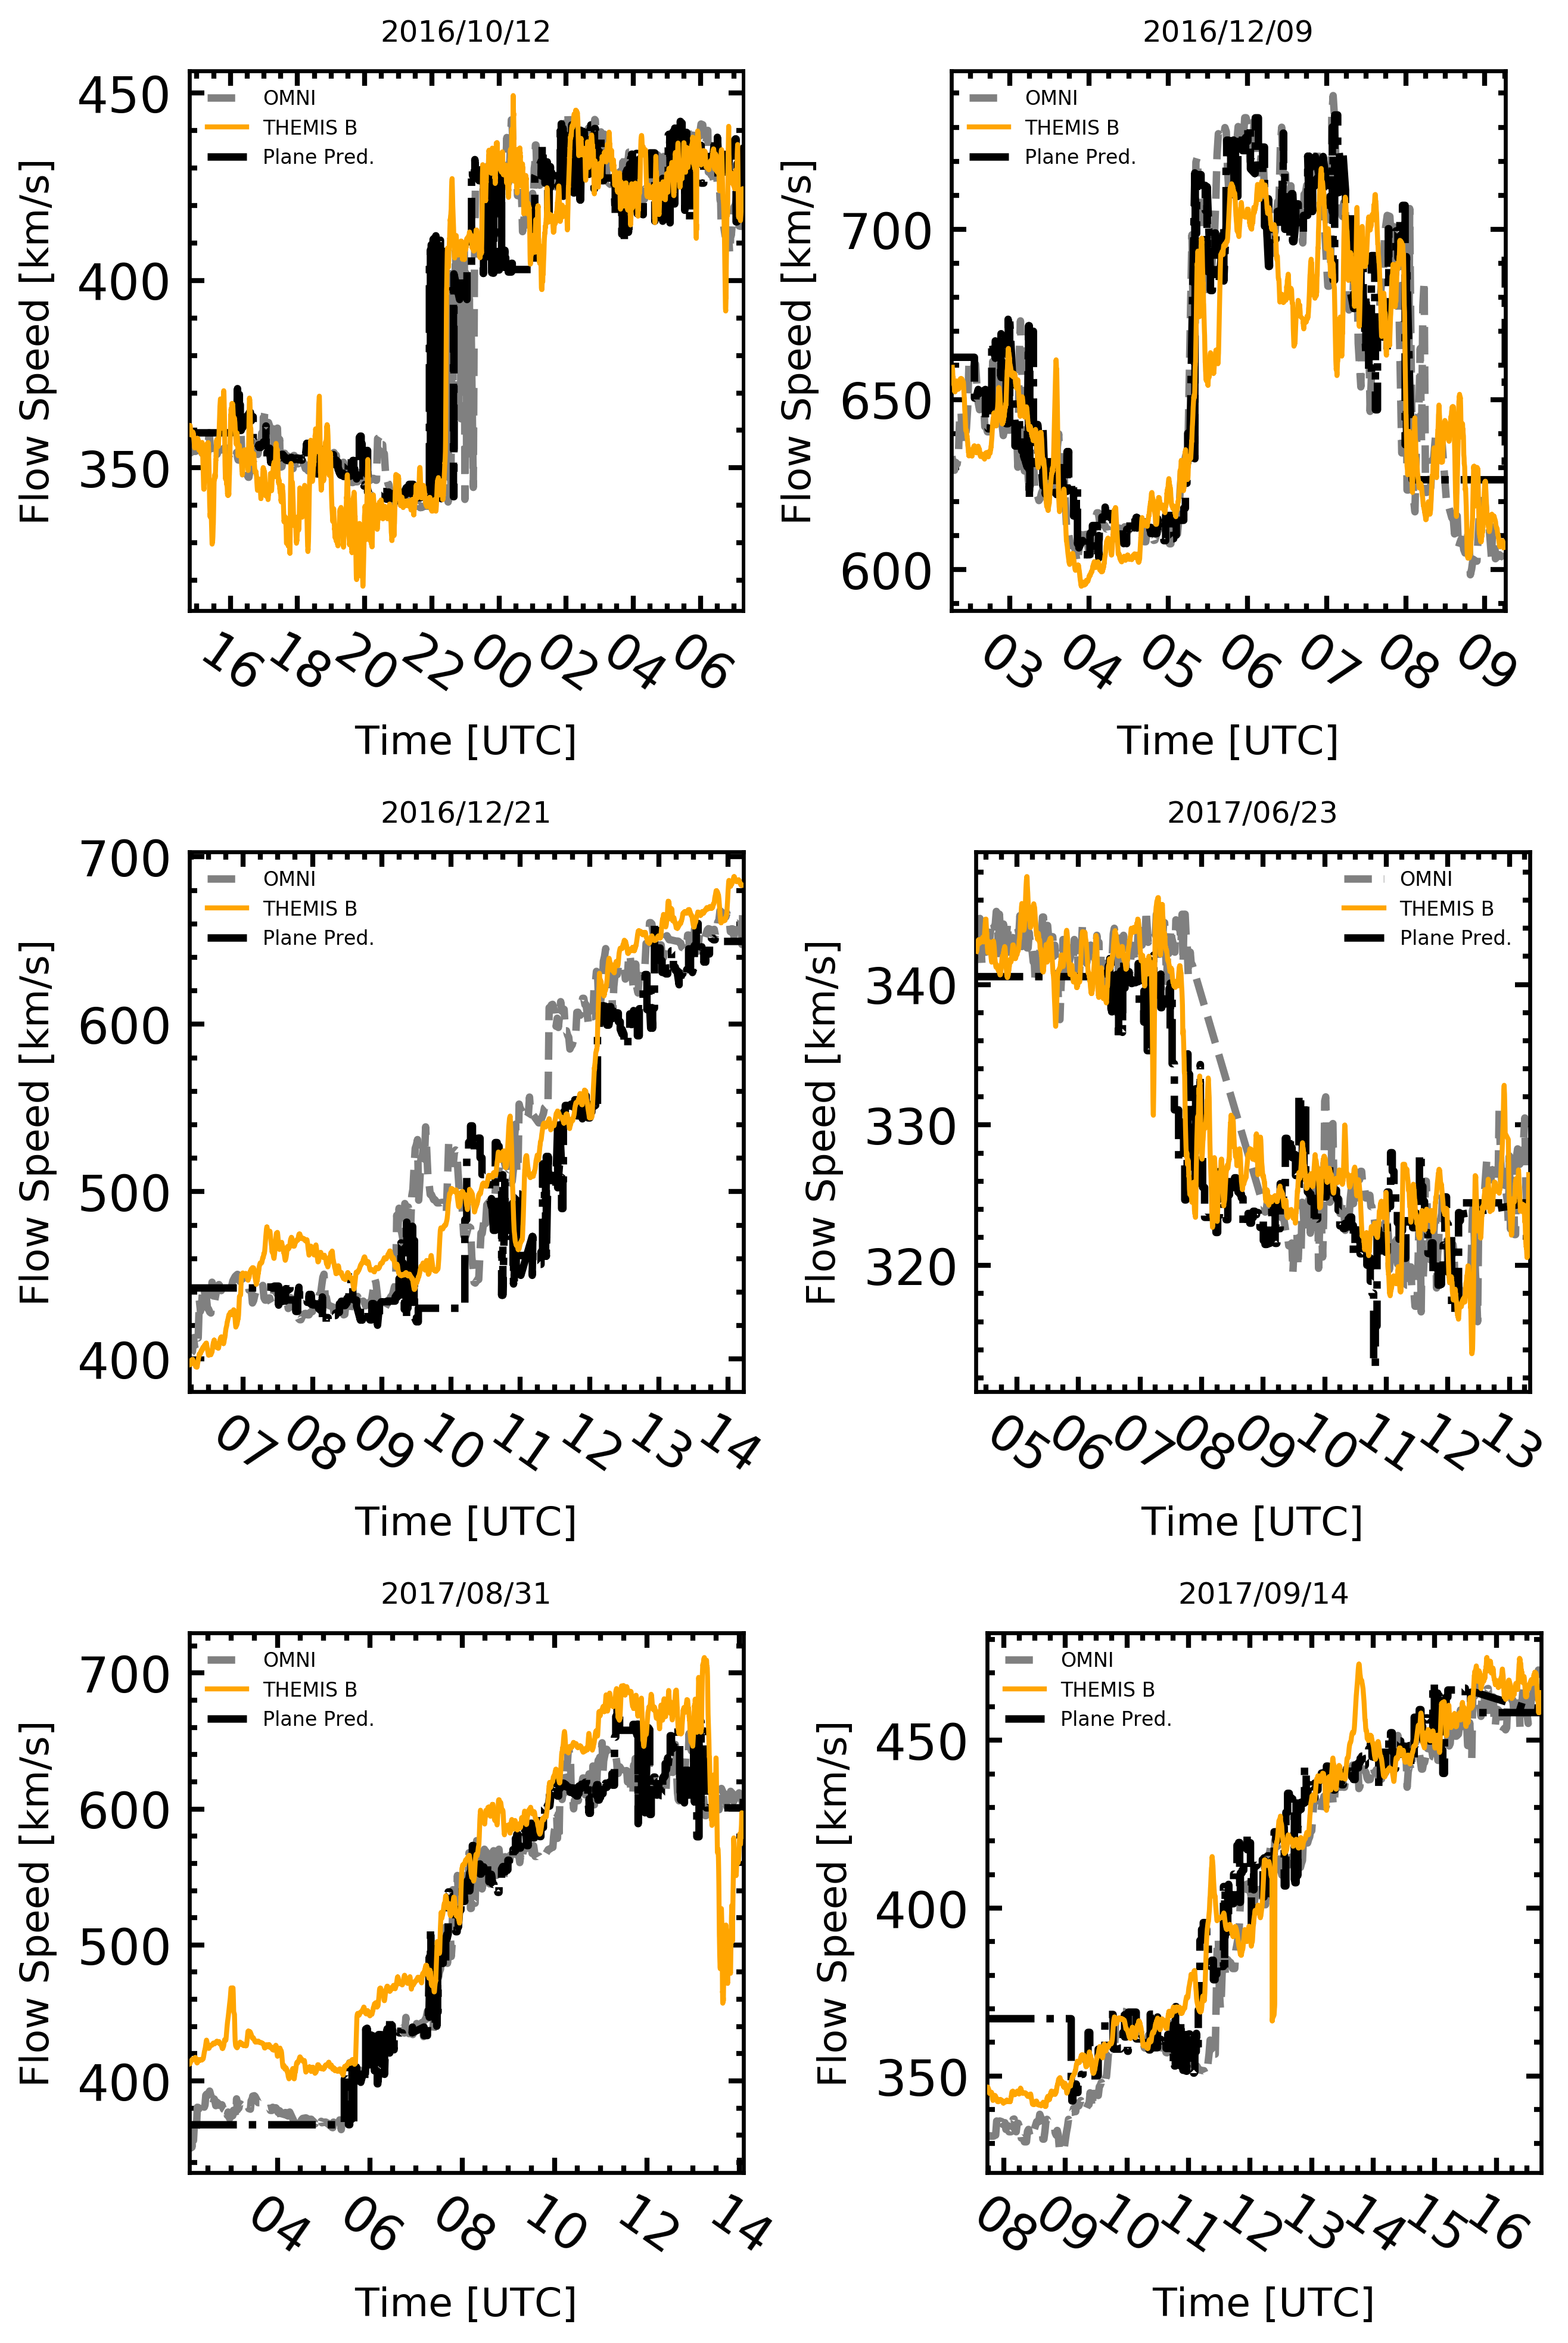 2016/10/12
Flow Speed [km/s]
450
400
350
OMNI
THEMIS B
Plane Pred.
16 18 20 22 00 02 04 06
Time [UTC]
2016/12/09
Flow Speed [km/s]
700
650
600
OMNI
THEMIS B
Plane Pred.
03 04 05 06 07 08 09
Time [UTC]
2016/12/21
Flow Speed [km/s]
700
600
500
400
OMNI
THEMIS B
Plane Pred.
07 08 09 10 11 12 13 14
Time [UTC]
2017/06/23
Flow Speed [km/s]
340
330
320
OMNI
THEMIS B
Plane Pred.
05 06 07 08 09 10 11 12 13
Time [UTC]
2017/08/31
Flow Speed [km/s]
700
600
500
400
OMNI
THEMIS B
Plane Pred.
04 06 08 10 12 14
Time [UTC]
2017/09/14
Flow Speed [km/s]
450
400
350
OMNI
THEMIS B
Plane Pred.
08 09 10 11 12 13 14 15 16
Time [UTC]